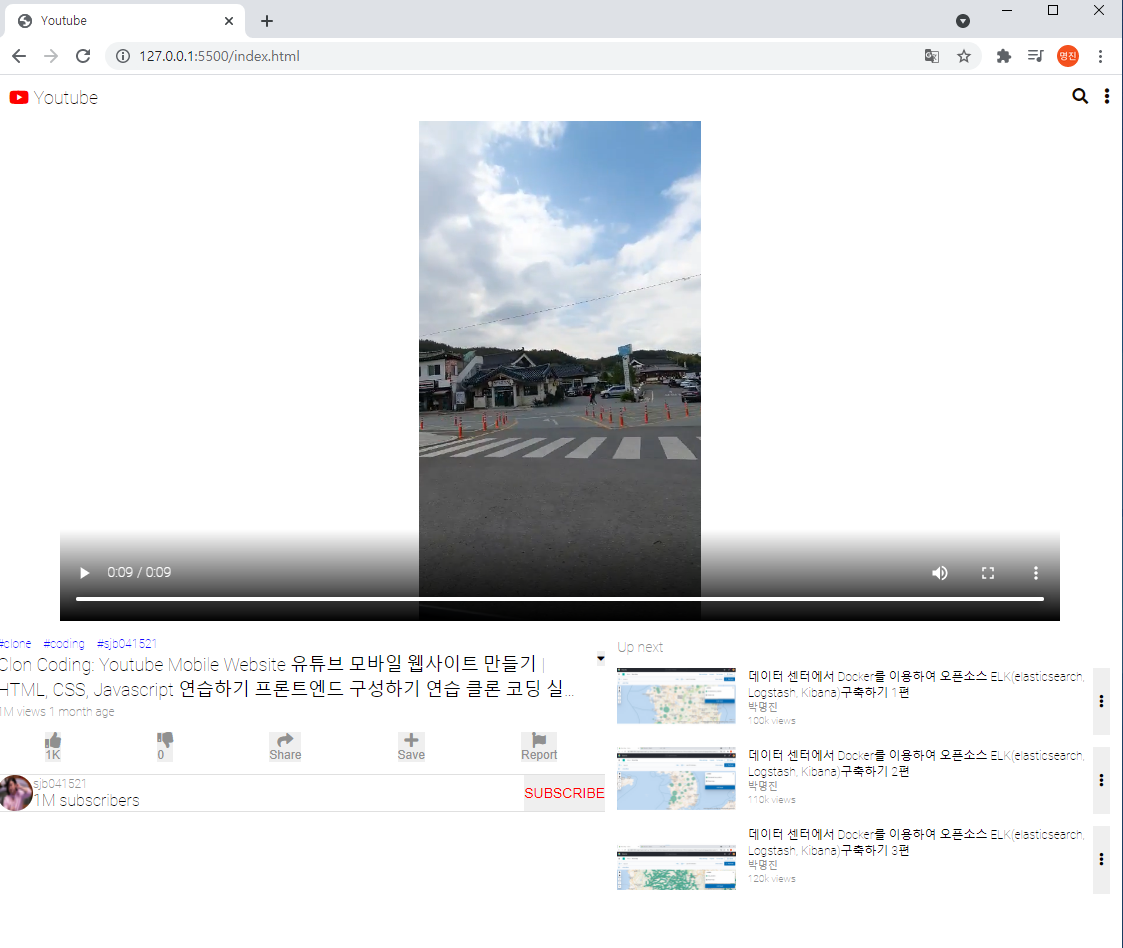 Youtube
127.0.0.1:5500/index.html
명진
Youtube
0:09 / 0:09
#clone #coding #sjb041521
Clon Coding: Youtube Mobile Website 유튜브 모바일 웹사이트 만들기 |
HTML, CSS, Javascript 연습하기 프론트엔드 구성하기 연습 클론 코딩 실...
1M views 1 month ago
1K
0
Share
Save
Report
sjb041521
1M subscribers
SUBSCRIBE
Up next
데이터 센터에서 Docker를 이용하여 오픈소스 ELK(elasticsearch,
Logstash, Kibana)구축하기 1편
박명진
100k views
데이터 센터에서 Docker를 이용하여 오픈소스 ELK(elasticsearch,
Logstash, Kibana)구축하기 2편
박명진
110k views
데이터 센터에서 Docker를 이용하여 오픈소스 ELK(elasticsearch,
Logstash, Kibana)구축하기 3편
박명진
120k views